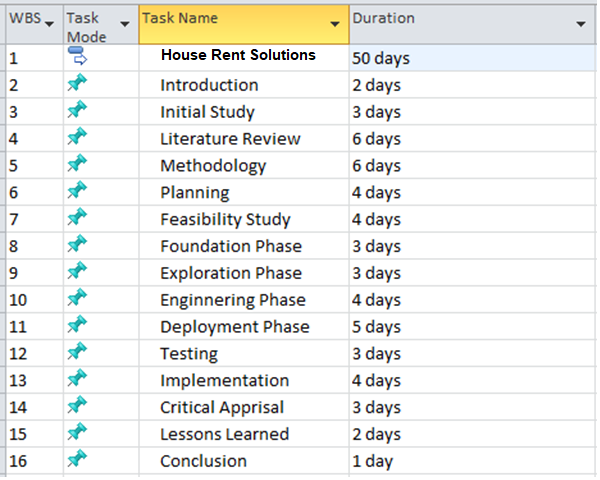 WBS Task Mode Task Name Duration
1 House Rent Solutions 50 days
2 Introduction 2 days
3 Initial Study 3 days
4 Literature Review 6 days
5 Methodology 6 days
6 Planning 4 days
7 Feasibility Study 4 days
8 Foundation Phase 3 days
9 Exploration Phase 3 days
10 Enginnering Phase 4 days
11 Deployment Phase 5 days
12 Testing 3 days
13 Implementation 4 days
14 Critical Apprisal 3 days
15 Lessons Learned 2 days
16 Conclusion 1 day